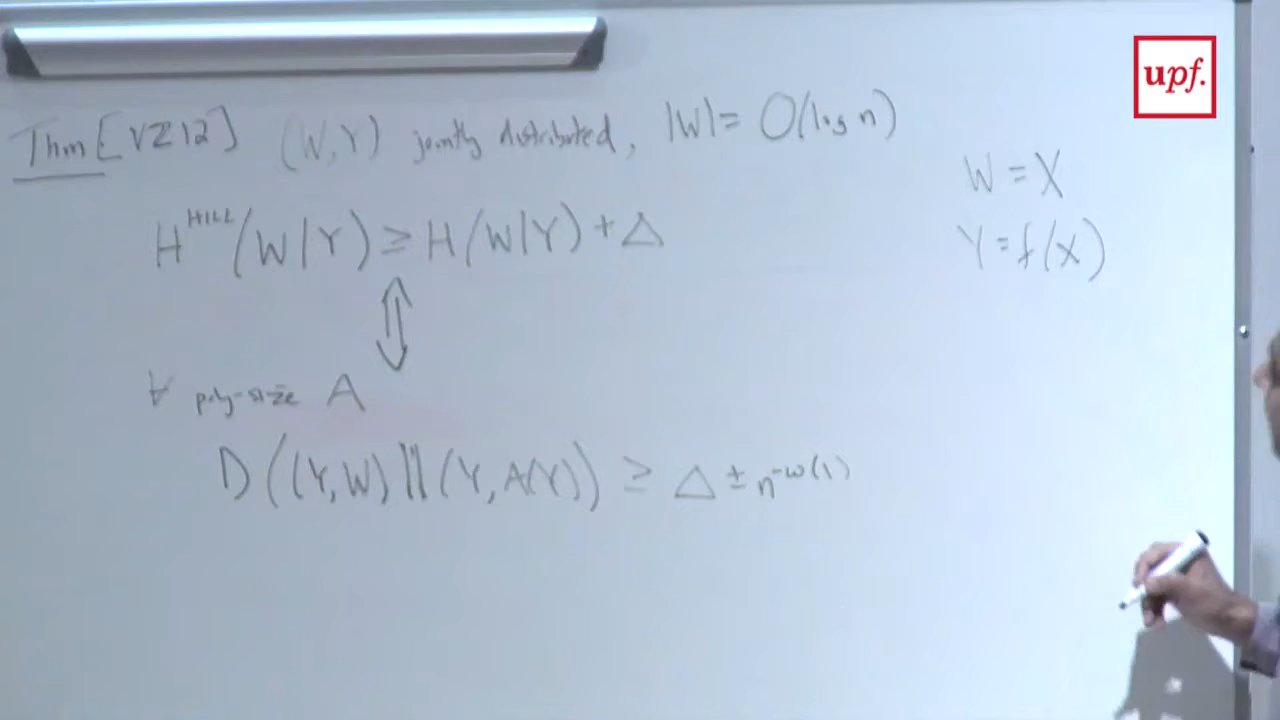 Thm [VZ12] (W,Y) jointly distributed, |W| = O(log n)
H^HILL (W|Y) ≥ H(W|Y) + Δ
⇕
∀ poly-size A
D((Y,W) || (Y,A(Y))) ≥ Δ ± n^-ω(1)
W = X
Y = f(X)
upf.